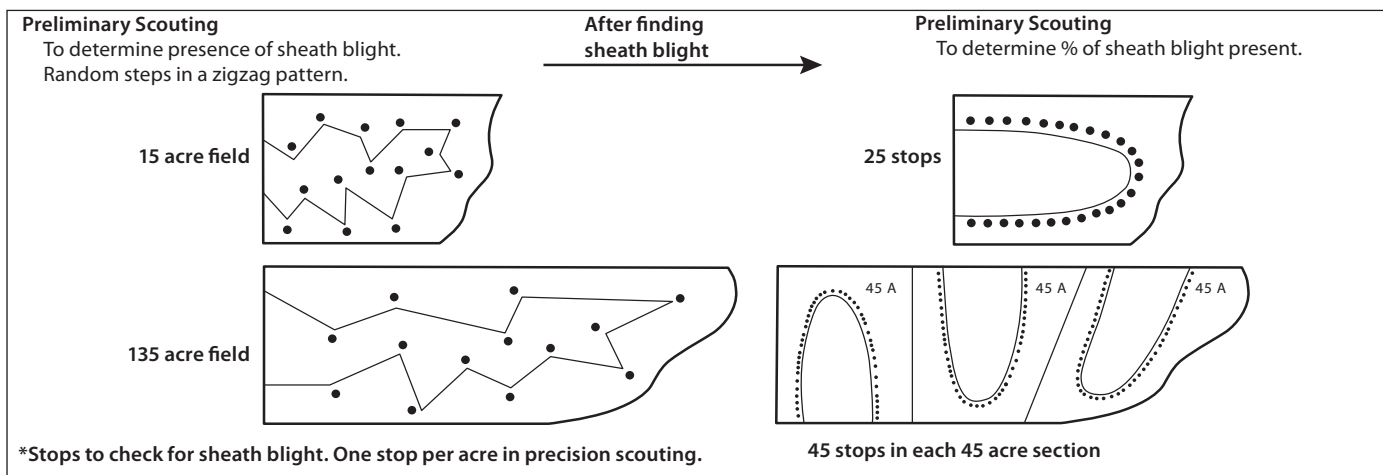 Preliminary Scouting
To determine presence of sheath blight.
Random steps in a zigzag pattern.
After finding
sheath blight
Preliminary Scouting
To determine % of sheath blight present.
15 acre field
25 stops
135 acre field
45 A
45 A
45 A
*Stops to check for sheath blight. One stop per acre in precision scouting.
45 stops in each 45 acre section